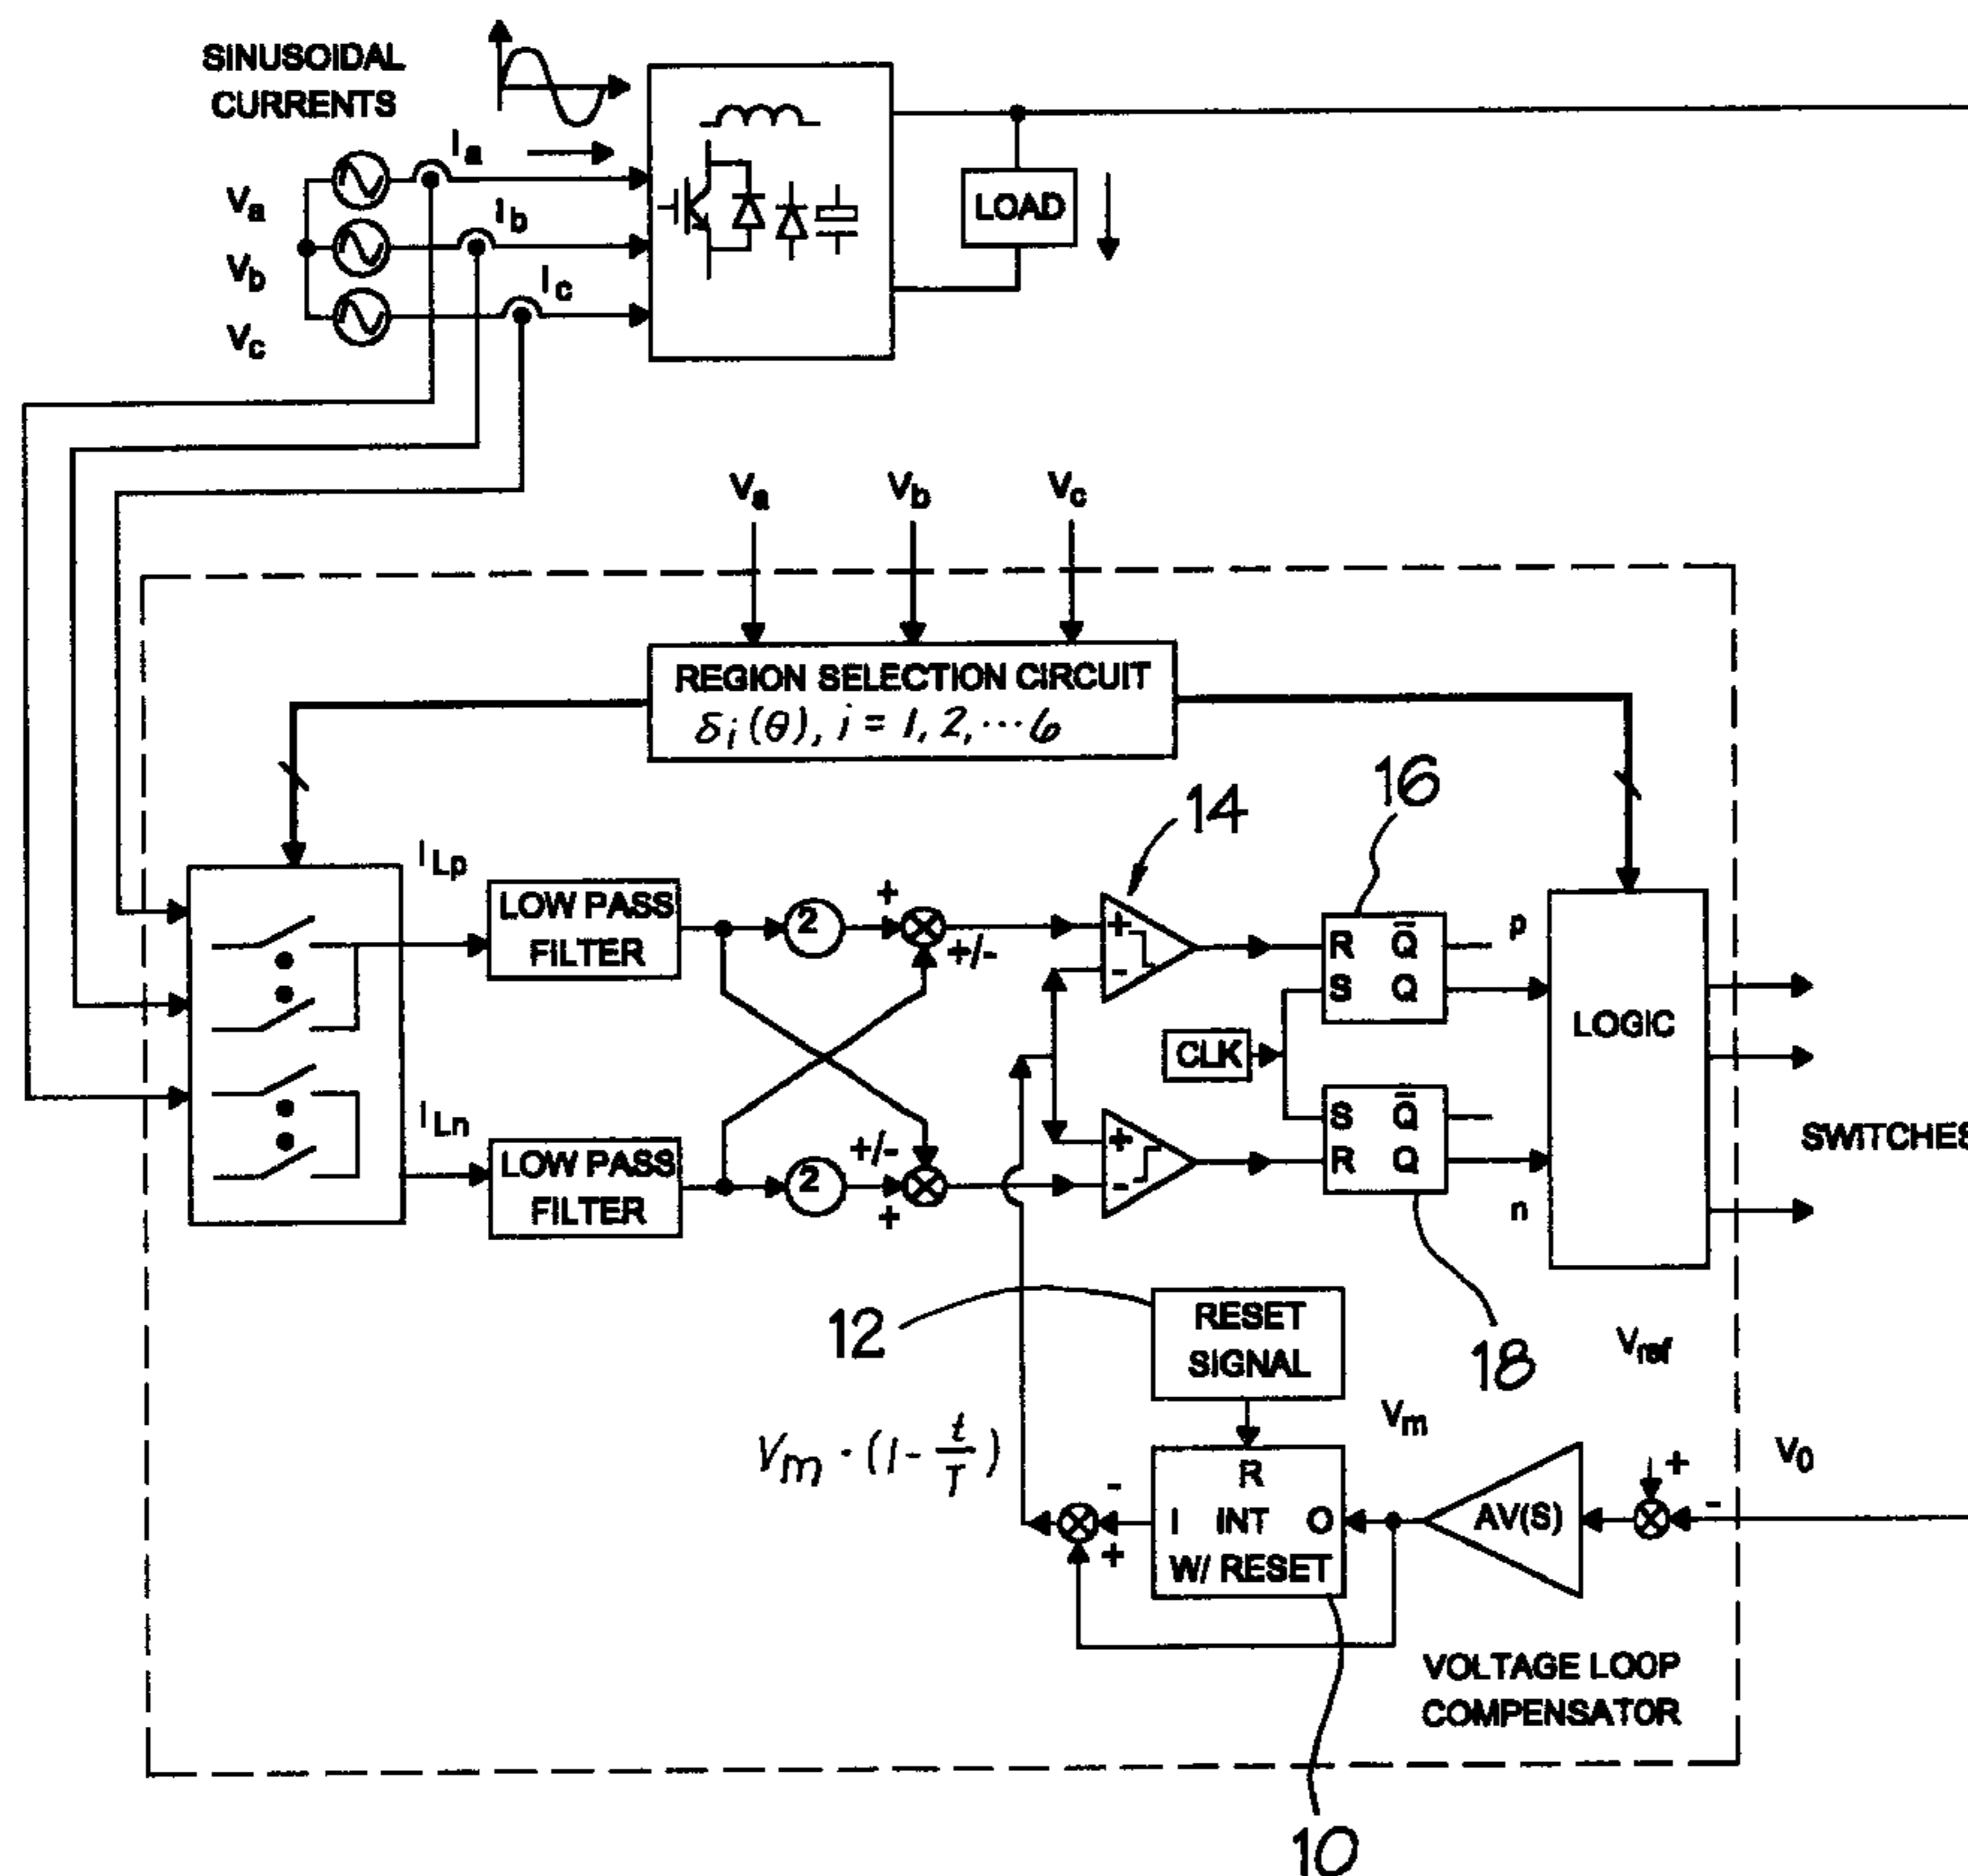 SINUSOIDAL
CURRENTS
Ia
Va
ib
Vb
Ic
Vc
LOAD
Va
Vb
Vc
REGION SELECTION CIRCUIT
δi(θ), i = 1, 2, ... 6
iLp
LOW PASS
FILTER
2
+
+/-
14
+
-
16
R Q̄
S Q
p
CLK
LOGIC
iLn
LOW PASS
FILTER
2
+/-
+
+
-
S Q̄
R Q
n
SWITCHES
12
RESET
SIGNAL
18
Vref
Vm · (1 - t/T)
Vm
R
I INT O
W/ RESET
-
+
AV(S)
+
-
V0
VOLTAGE LOOP
COMPENSATOR
10